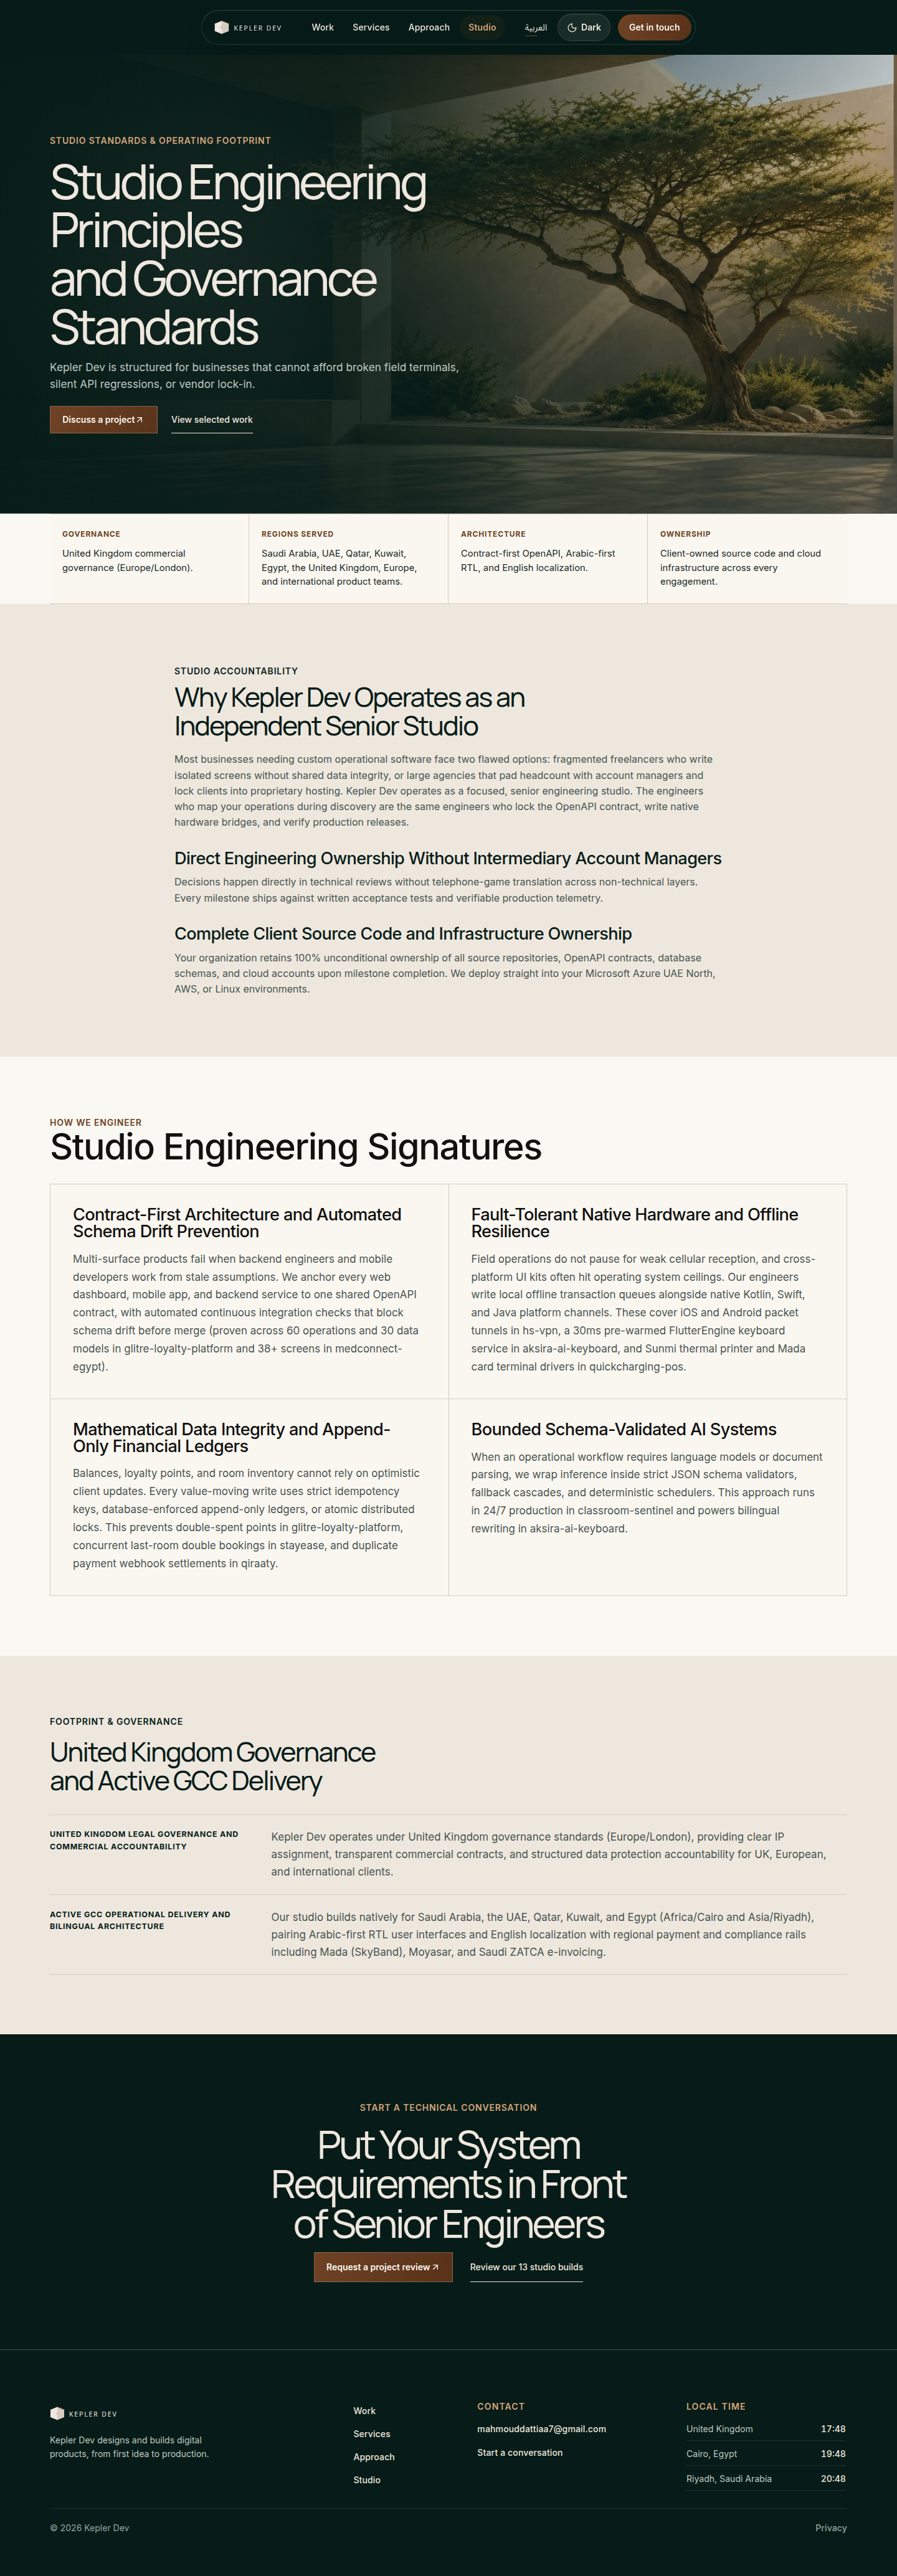 KEPLER DEV
Work
Services
Approach
Studio
العربية
Dark
Get in touch
STUDIO STANDARDS & OPERATING FOOTPRINT
Studio Engineering
Principles
and Governance
Standards
Kepler Dev is structured for businesses that cannot afford broken field terminals,
silent API regressions, or vendor lock-in.
Discuss a project
View selected work
GOVERNANCE
United Kingdom commercial
governance (Europe/London).
REGIONS SERVED
Saudi Arabia, UAE, Qatar, Kuwait,
Egypt, the United Kingdom, Europe,
and international product teams.
ARCHITECTURE
Contract-first OpenAPI, Arabic-first
RTL, and English localization.
OWNERSHIP
Client-owned source code and cloud
infrastructure across every
engagement.
STUDIO ACCOUNTABILITY
Why Kepler Dev Operates as an
Independent Senior Studio
Most businesses needing custom operational software face two flawed options: fragmented freelancers who write
isolated screens without shared data integrity, or large agencies that pad headcount with account managers and
lock clients into proprietary hosting. Kepler Dev operates as a focused, senior engineering studio. The engineers
who map your operations during discovery are the same engineers who lock the OpenAPI contract, write native
hardware bridges, and verify production releases.
Direct Engineering Ownership Without Intermediary Account Managers
Decisions happen directly in technical reviews without telephone-game translation across non-technical layers.
Every milestone ships against written acceptance tests and verifiable production telemetry.
Complete Client Source Code and Infrastructure Ownership
Your organization retains 100% unconditional ownership of all source repositories, OpenAPI contracts, database
schemas, and cloud accounts upon milestone completion. We deploy straight into your Microsoft Azure UAE North,
AWS, or Linux environments.
HOW WE ENGINEER
Studio Engineering Signatures
Contract-First Architecture and Automated
Schema Drift Prevention
Multi-surface products fail when backend engineers and mobile
developers work from stale assumptions. We anchor every web
dashboard, mobile app, and backend service to one shared OpenAPI
contract, with automated continuous integration checks that block
schema drift before merge (proven across 60 operations and 30 data
models in glitre-loyalty-platform and 38+ screens in medconnect-
egypt).
Fault-Tolerant Native Hardware and Offline
Resilience
Field operations do not pause for weak cellular reception, and cross-
platform UI kits often hit operating system ceilings. Our engineers
write local offline transaction queues alongside native Kotlin, Swift,
and Java platform channels. These cover iOS and Android packet
tunnels in hs-vpn, a 30ms pre-warmed FlutterEngine keyboard
service in aksira-ai-keyboard, and Sunmi thermal printer and Mada
card terminal drivers in quickcharging-pos.
Mathematical Data Integrity and Append-
Only Financial Ledgers
Balances, loyalty points, and room inventory cannot rely on optimistic
client updates. Every value-moving write uses strict idempotency
keys, database-enforced append-only ledgers, or atomic distributed
locks. This prevents double-spent points in glitre-loyalty-platform,
concurrent last-room double bookings in stayease, and duplicate
payment webhook settlements in qiraaty.
Bounded Schema-Validated AI Systems
When an operational workflow requires language models or document
parsing, we wrap inference inside strict JSON schema validators,
fallback cascades, and deterministic schedulers. This approach runs
in 24/7 production in classroom-sentinel and powers bilingual
rewriting in aksira-ai-keyboard.
FOOTPRINT & GOVERNANCE
United Kingdom Governance
and Active GCC Delivery
UNITED KINGDOM LEGAL GOVERNANCE AND
COMMERCIAL ACCOUNTABILITY
Kepler Dev operates under United Kingdom governance standards (Europe/London), providing clear IP
assignment, transparent commercial contracts, and structured data protection accountability for UK, European,
and international clients.
ACTIVE GCC OPERATIONAL DELIVERY AND
BILINGUAL ARCHITECTURE
Our studio builds natively for Saudi Arabia, the UAE, Qatar, Kuwait, and Egypt (Africa/Cairo and Asia/Riyadh),
pairing Arabic-first RTL user interfaces and English localization with regional payment and compliance rails
including Mada (SkyBand), Moyasar, and Saudi ZATCA e-invoicing.
START A TECHNICAL CONVERSATION
Put Your System
Requirements in Front
of Senior Engineers
Request a project review
Review our 13 studio builds
KEPLER DEV
Kepler Dev designs and builds digital
products, from first idea to production.
Work
Services
Approach
Studio
CONTACT
mahmouddattiaa7@gmail.com
Start a conversation
LOCAL TIME
United Kingdom 17:48
Cairo, Egypt 19:48
Riyadh, Saudi Arabia 20:48
© 2026 Kepler Dev
Privacy